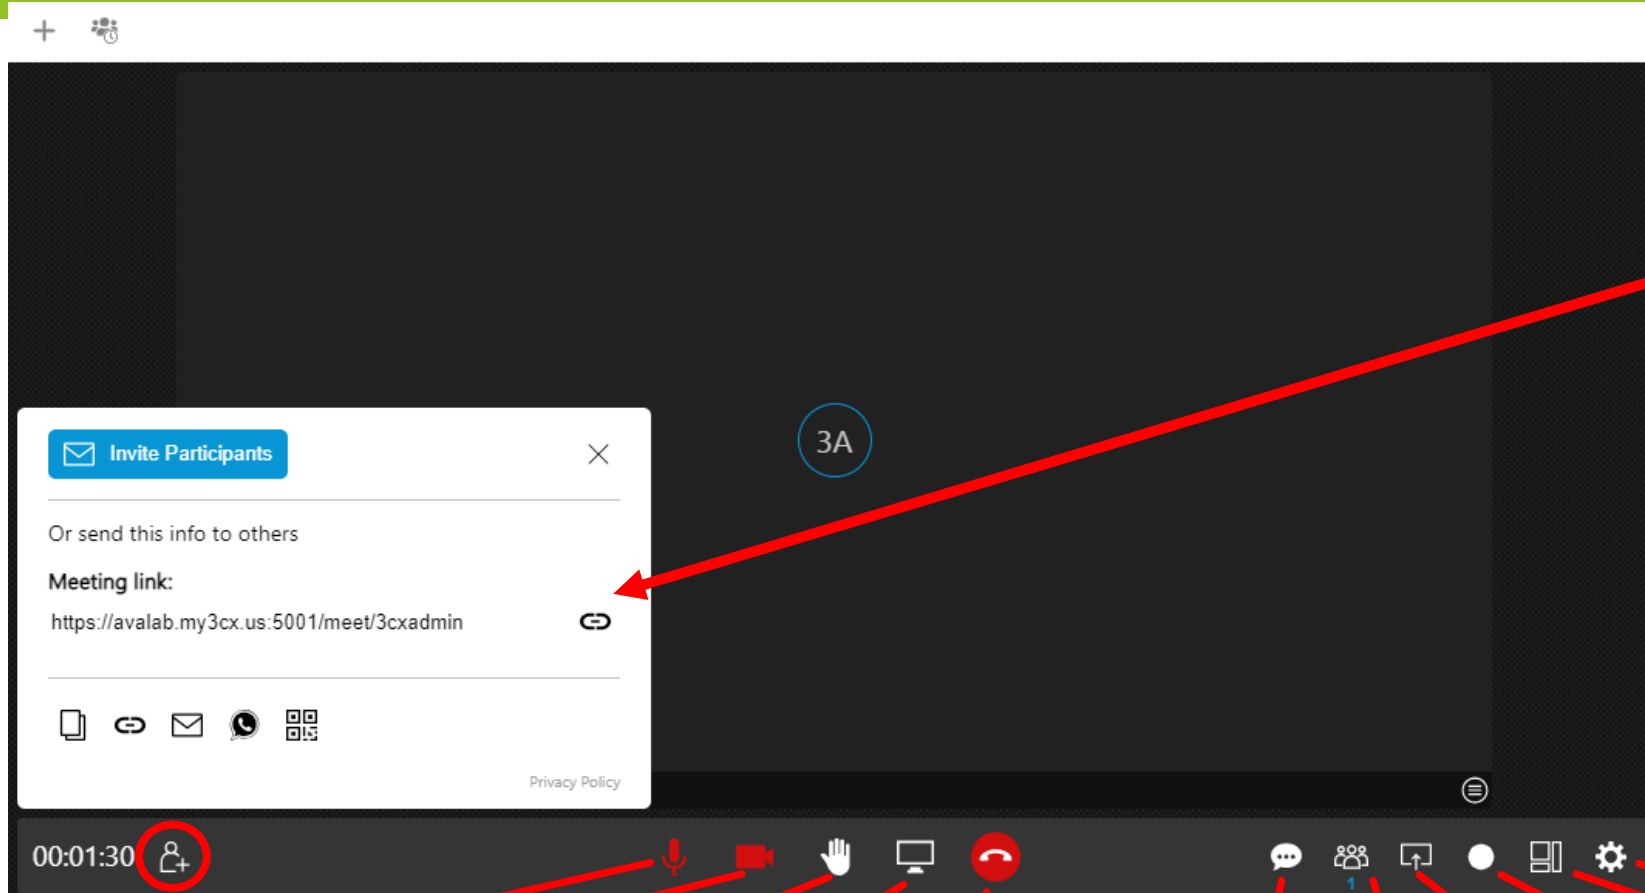 3A
Invite Participants
Or send this info to others
Meeting link:
https://avalab.my3cx.us:5001/meet/3cxadmin
Privacy Policy
00:01:30
1